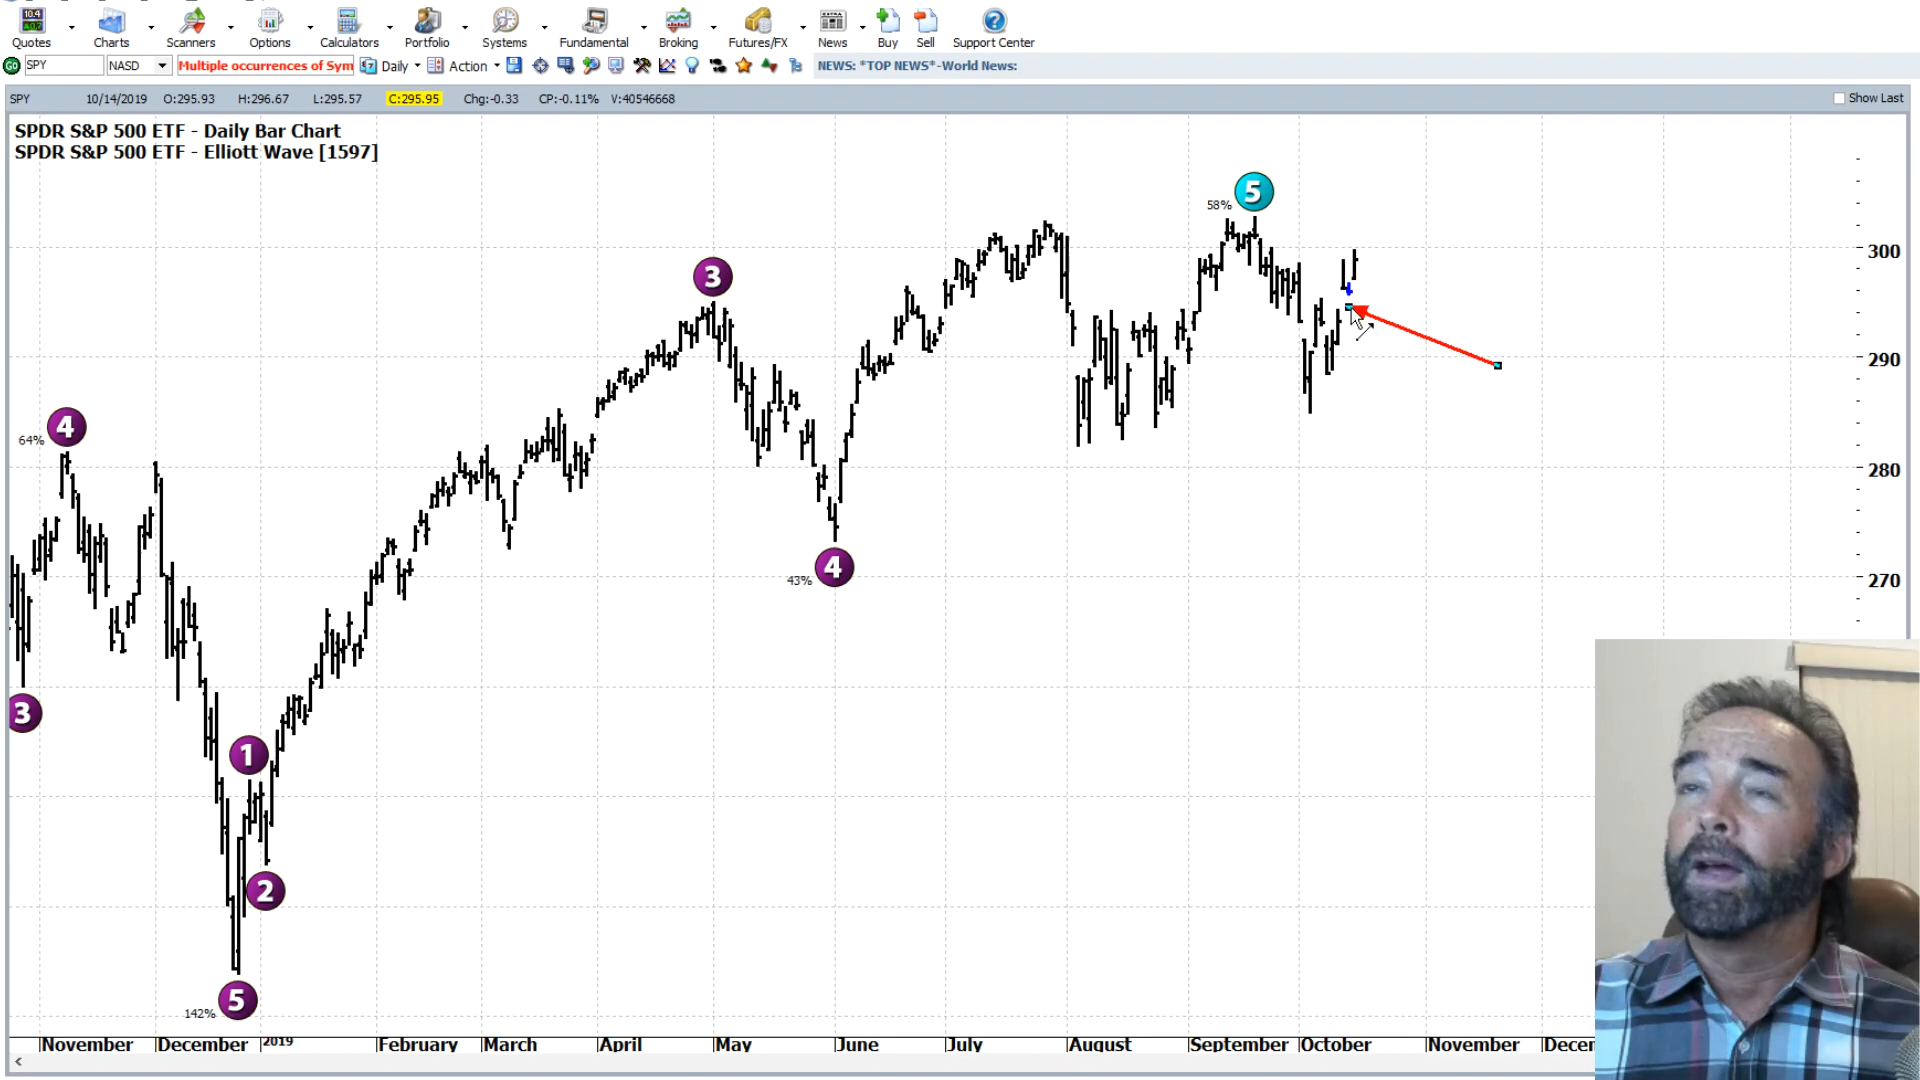 Quotes Charts Scanners Options Calculators Portfolio Systems Fundamental Broking Futures/FX News Buy Sell Support Center
GO SPY NASD Multiple occurrences of Sym Daily Action NEWS: *TOP NEWS*-World News:
SPY 10/14/2019 O:295.93 H:296.67 L:295.57 C:295.95 Chg:-0.33 CP:-0.11% V:40546668 Show Last
SPDR S&P 500 ETF - Daily Bar Chart
SPDR S&P 500 ETF - Elliott Wave [1597]
5
58%
300
3
290
4
64%
280
4
43%
270
3
1
2
5
142%
November December 2019 February March April May June July August September October November Decem